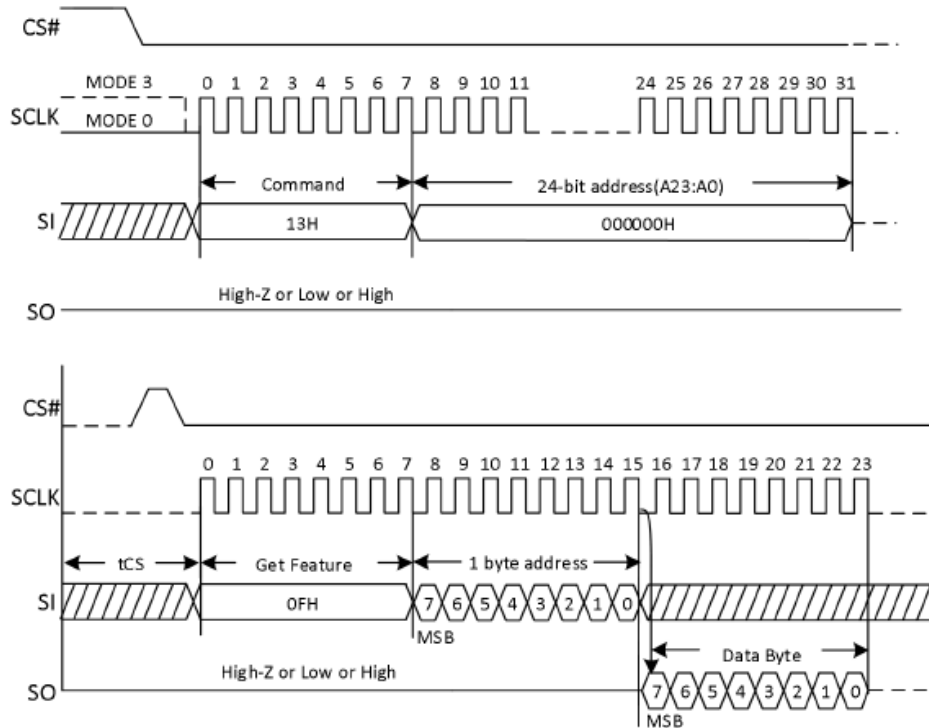 CS#
MODE 3
0 1 2 3 4 5 6 7 8 9 10 11 24 25 26 27 28 29 30 31
SCLK
MODE 0
Command 24-bit address(A23:A0)
SI 13H 000000H
High-Z or Low or High
SO
CS#
0 1 2 3 4 5 6 7 8 9 10 11 12 13 14 15 16 17 18 19 20 21 22 23
SCLK
tCS Get Feature 1 byte address
SI 0FH 7 6 5 4 3 2 1 0
MSB
High-Z or Low or High Data Byte
SO 7 6 5 4 3 2 1 0
MSB